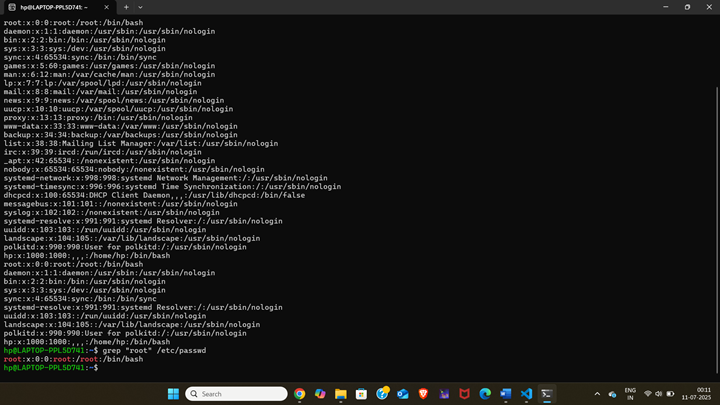 hp@LAPTOP-PPL5D741: ~
root:x:0:0:root:/root:/bin/bash
daemon:x:1:1:daemon:/usr/sbin:/usr/sbin/nologin
bin:x:2:2:bin:/bin:/usr/sbin/nologin
sys:x:3:3:sys:/dev:/usr/sbin/nologin
sync:x:4:65534:sync:/bin:/bin/sync
games:x:5:60:games:/usr/games:/usr/sbin/nologin
man:x:6:12:man:/var/cache/man:/usr/sbin/nologin
lp:x:7:7:lp:/var/spool/lpd:/usr/sbin/nologin
mail:x:8:8:mail:/var/mail:/usr/sbin/nologin
news:x:9:9:news:/var/spool/news:/usr/sbin/nologin
uucp:x:10:10:uucp:/var/spool/uucp:/usr/sbin/nologin
proxy:x:13:13:proxy:/bin:/usr/sbin/nologin
www-data:x:33:33:www-data:/var/www:/usr/sbin/nologin
backup:x:34:34:backup:/var/backups:/usr/sbin/nologin
list:x:38:38:Mailing List Manager:/var/list:/usr/sbin/nologin
irc:x:39:39:ircd:/run/ircd:/usr/sbin/nologin
_apt:x:42:65534::/nonexistent:/usr/sbin/nologin
nobody:x:65534:65534:nobody:/nonexistent:/usr/sbin/nologin
systemd-network:x:998:998:systemd Network Management:/:/usr/sbin/nologin
systemd-timesync:x:996:996:systemd Time Synchronization:/:/usr/sbin/nologin
dhcpcd:x:100:65534:DHCP Client Daemon,,,:/usr/lib/dhcpcd:/bin/false
messagebus:x:101:101::/nonexistent:/usr/sbin/nologin
syslog:x:102:102::/nonexistent:/usr/sbin/nologin
systemd-resolve:x:991:991:systemd Resolver:/:/usr/sbin/nologin
uuidd:x:103:103::/run/uuidd:/usr/sbin/nologin
landscape:x:104:105::/var/lib/landscape:/usr/sbin/nologin
polkitd:x:990:990:User for polkitd:/:/usr/sbin/nologin
hp:x:1000:1000:,,,:/home/hp:/bin/bash
root:x:0:0:root:/root:/bin/bash
daemon:x:1:1:daemon:/usr/sbin:/usr/sbin/nologin
bin:x:2:2:bin:/bin:/usr/sbin/nologin
sys:x:3:3:sys:/dev:/usr/sbin/nologin
sync:x:4:65534:sync:/bin:/bin/sync
systemd-resolve:x:991:991:systemd Resolver:/:/usr/sbin/nologin
uuidd:x:103:103::/run/uuidd:/usr/sbin/nologin
landscape:x:104:105::/var/lib/landscape:/usr/sbin/nologin
polkitd:x:990:990:User for polkitd:/:/usr/sbin/nologin
hp:x:1000:1000:,,,:/home/hp:/bin/bash
hp@LAPTOP-PPL5D741:~$ grep "root" /etc/passwd
root:x:0:0:root:/root:/bin/bash
hp@LAPTOP-PPL5D741:~$
Search
ENG
IN
00:11
11-07-2025